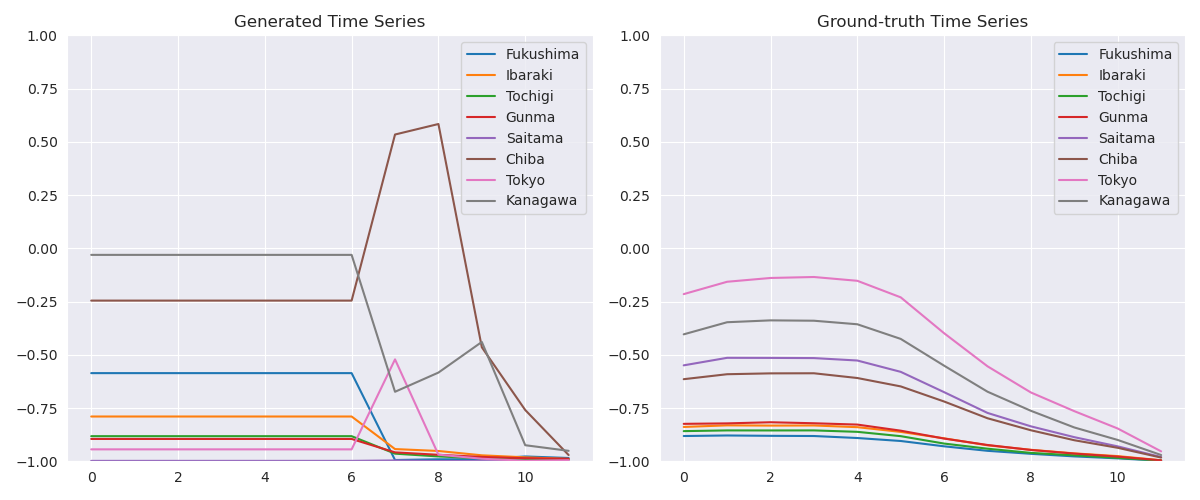 Generated Time Series
1.00
0.75
0.50
0.25
0.00
−0.25
−0.50
−0.75
−1.00
0 2 4 6 8 10
Fukushima
Ibaraki
Tochigi
Gunma
Saitama
Chiba
Tokyo
Kanagawa
Ground-truth Time Series
1.00
0.75
0.50
0.25
0.00
−0.25
−0.50
−0.75
−1.00
0 2 4 6 8 10
Fukushima
Ibaraki
Tochigi
Gunma
Saitama
Chiba
Tokyo
Kanagawa